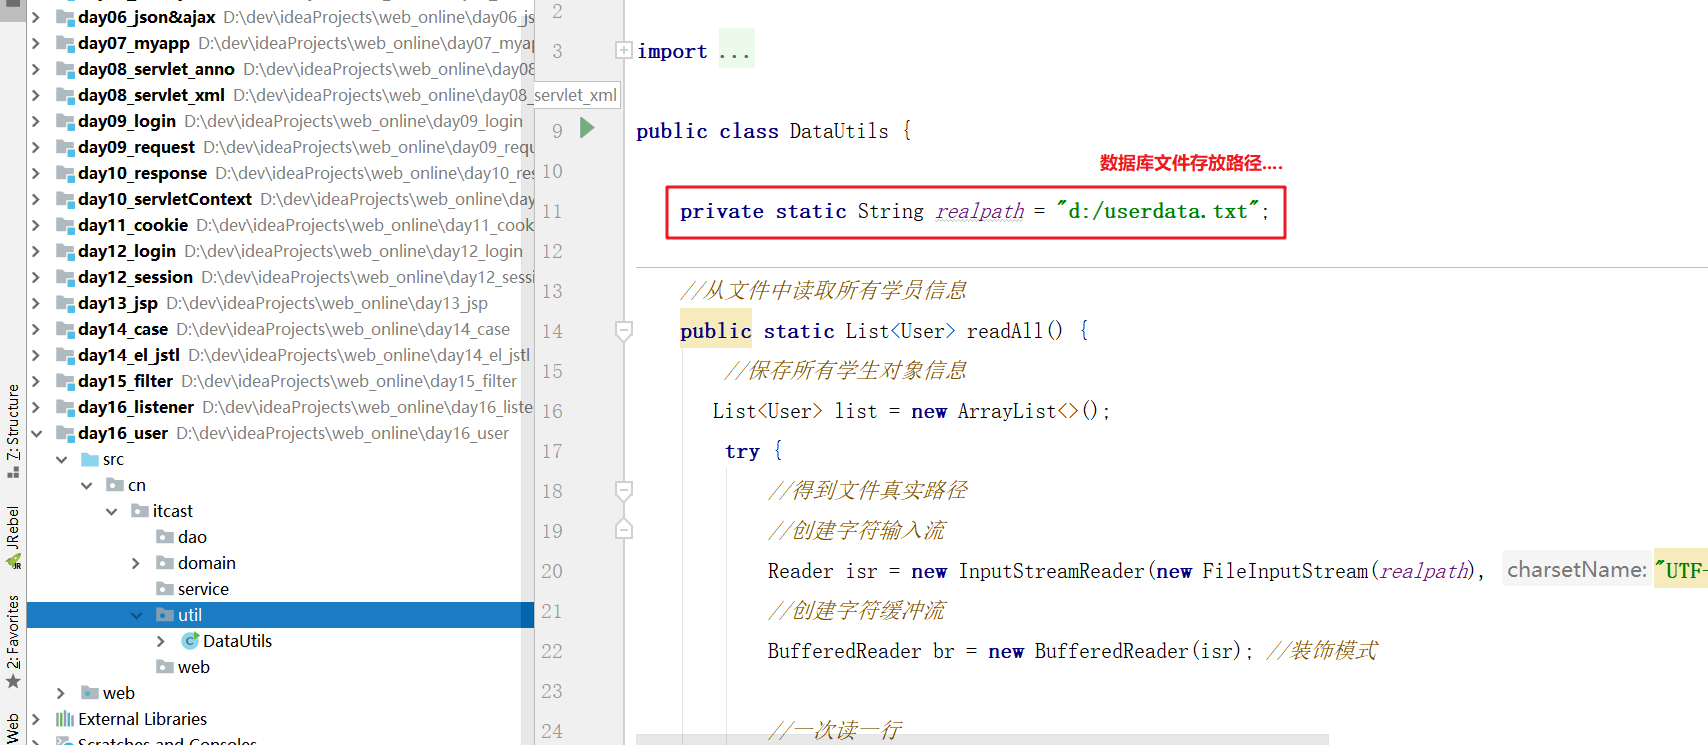 day06_json&ajax D:\dev\ideaProjects\web_online\day06_js
day07_myapp D:\dev\ideaProjects\web_online\day07_myap
day08_servlet_anno D:\dev\ideaProjects\web_online\day08
day08_servlet_xml D:\dev\ideaProjects\web_online\day08_servlet_xml
day09_login D:\dev\ideaProjects\web_online\day09_login
day09_request D:\dev\ideaProjects\web_online\day09_requ
day10_response D:\dev\ideaProjects\web_online\day10_res
day10_servletContext D:\dev\ideaProjects\web_online\day
day11_cookie D:\dev\ideaProjects\web_online\day11_cook
day12_login D:\dev\ideaProjects\web_online\day12_login
day12_session D:\dev\ideaProjects\web_online\day12_sessi
day13_jsp D:\dev\ideaProjects\web_online\day13_jsp
day14_case D:\dev\ideaProjects\web_online\day14_case
day14_el_jstl D:\dev\ideaProjects\web_online\day14_el_jstl
day15_filter D:\dev\ideaProjects\web_online\day15_filter
day16_listener D:\dev\ideaProjects\web_online\day16_liste
day16_user D:\dev\ideaProjects\web_online\day16_user
src
cn
itcast
dao
domain
service
util
DataUtils
web
web
External Libraries
Scratches and Consoles
7: Structure
JRebel
2: Favorites
Web
2
3 import ...
9 public class DataUtils {
数据库文件存放路径....
10
11 private static String realpath = "d:/userdata.txt";
12
13 //从文件中读取所有学员信息
14 public static List<User> readAll() {
15 //保存所有学生对象信息
16 List<User> list = new ArrayList<>();
17 try {
18 //得到文件真实路径
19 //创建字符输入流
20 Reader isr = new InputStreamReader(new FileInputStream(realpath), charsetName: "UTF-
21 //创建字符缓冲流
22 BufferedReader br = new BufferedReader(isr); //装饰模式
23
24 //一次读一行